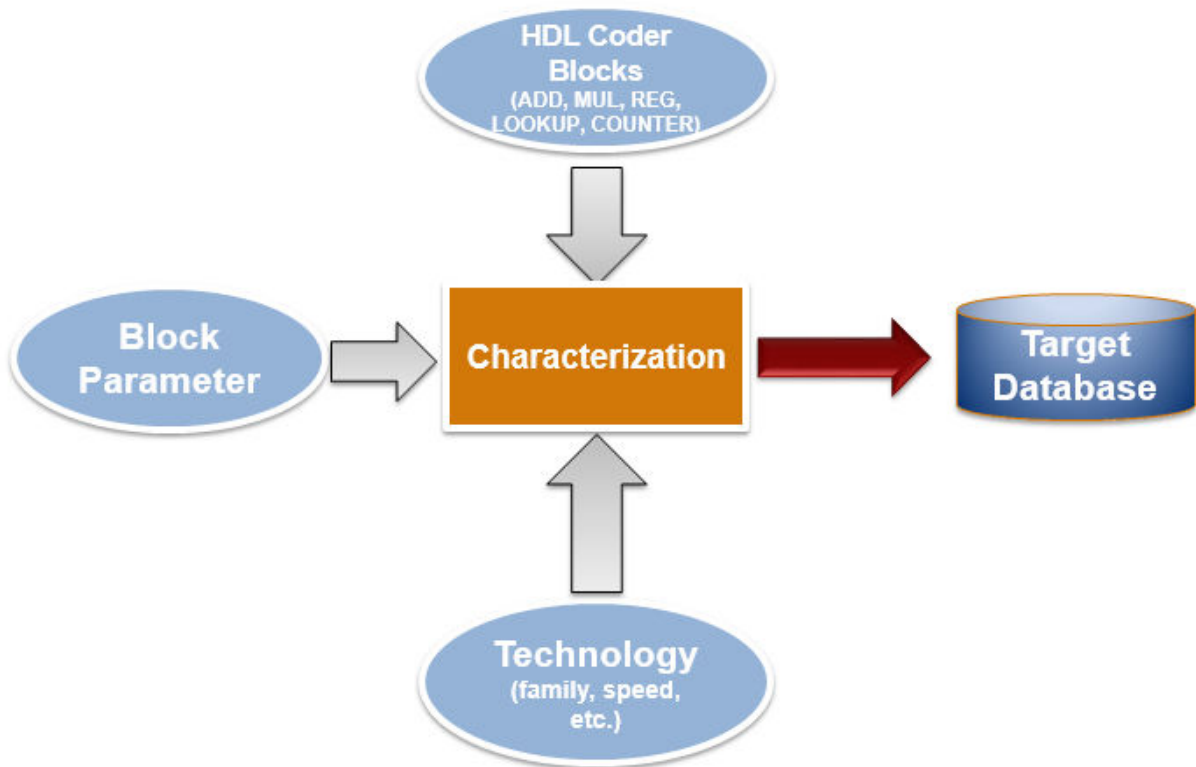 HDL Coder
Blocks
(ADD, MUL, REG,
LOOKUP, COUNTER)
Block
Parameter
Characterization
Target
Database
Technology
(family, speed,
etc.)